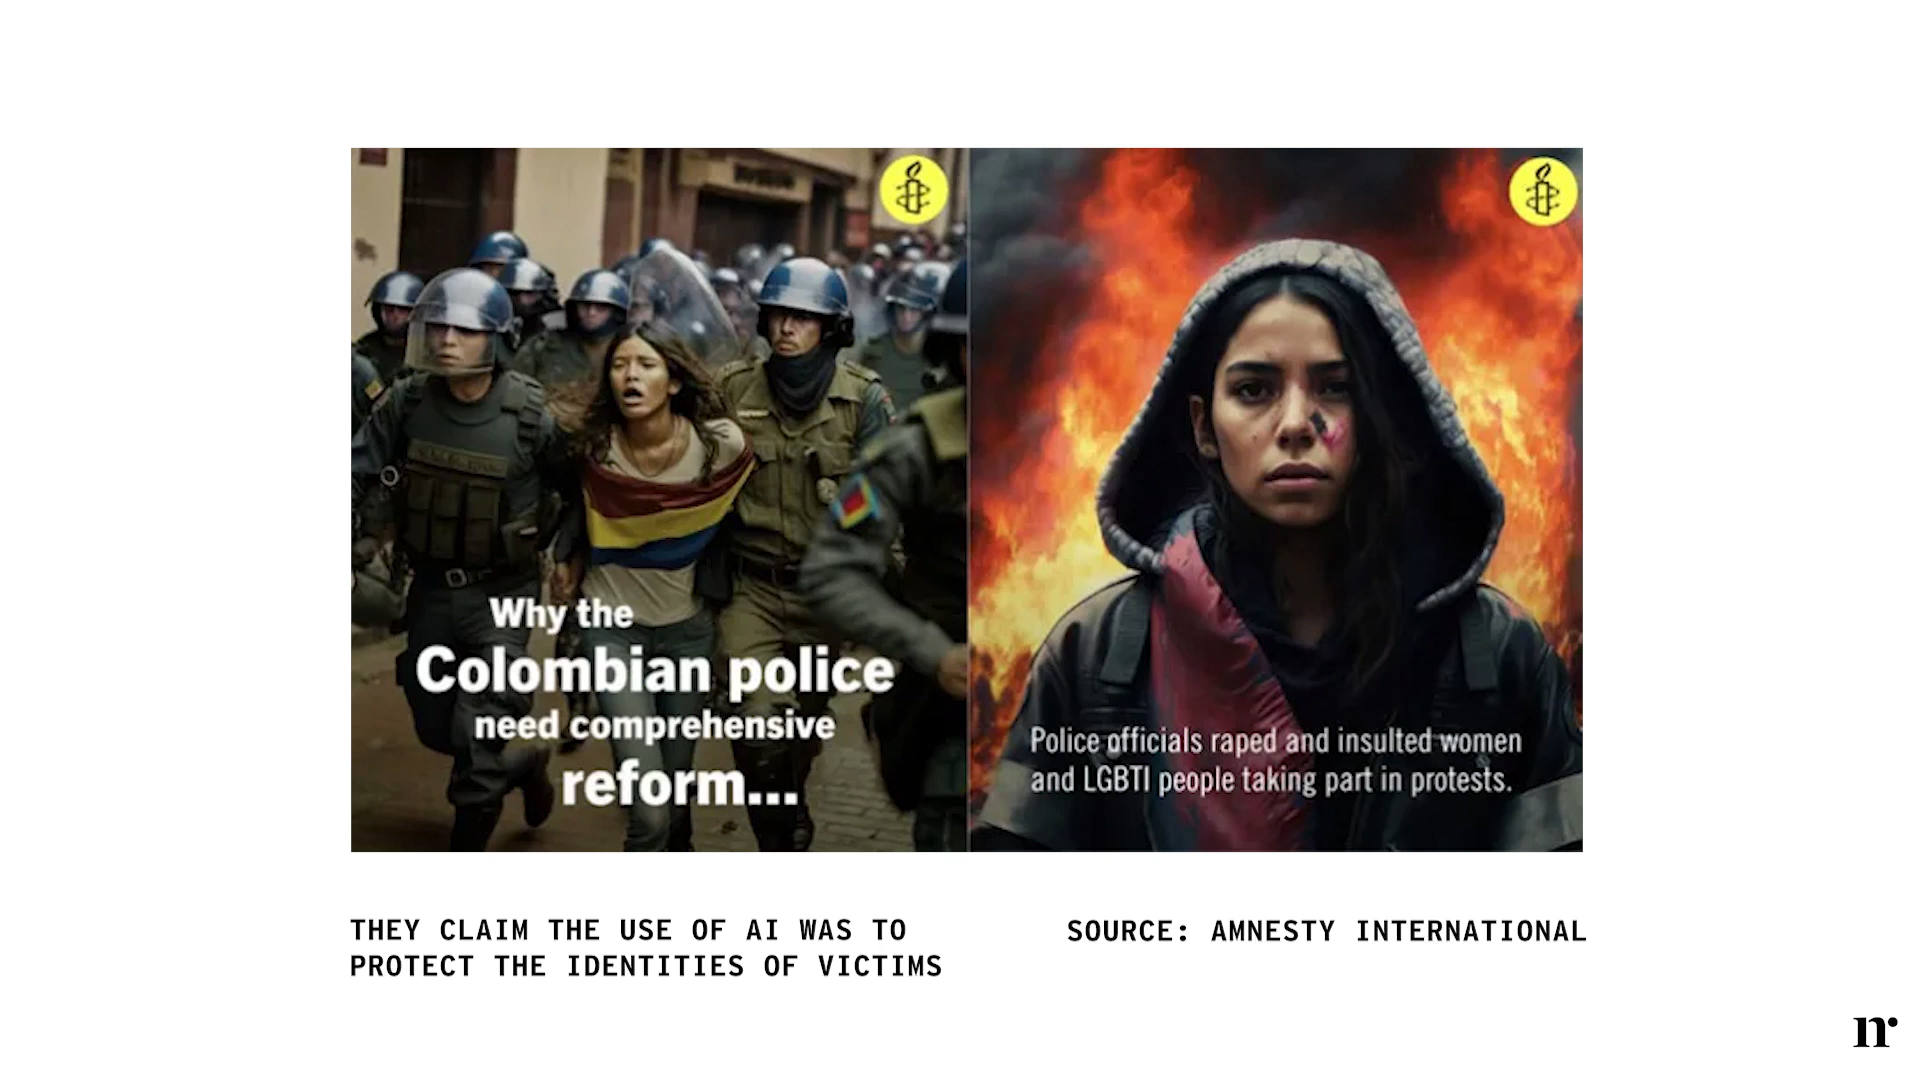 Why the
Colombian police
need comprehensive
reform...
Police officials raped and insulted women
and LGBTI people taking part in protests.
THEY CLAIM THE USE OF AI WAS TO
PROTECT THE IDENTITIES OF VICTIMS
SOURCE: AMNESTY INTERNATIONAL
nr